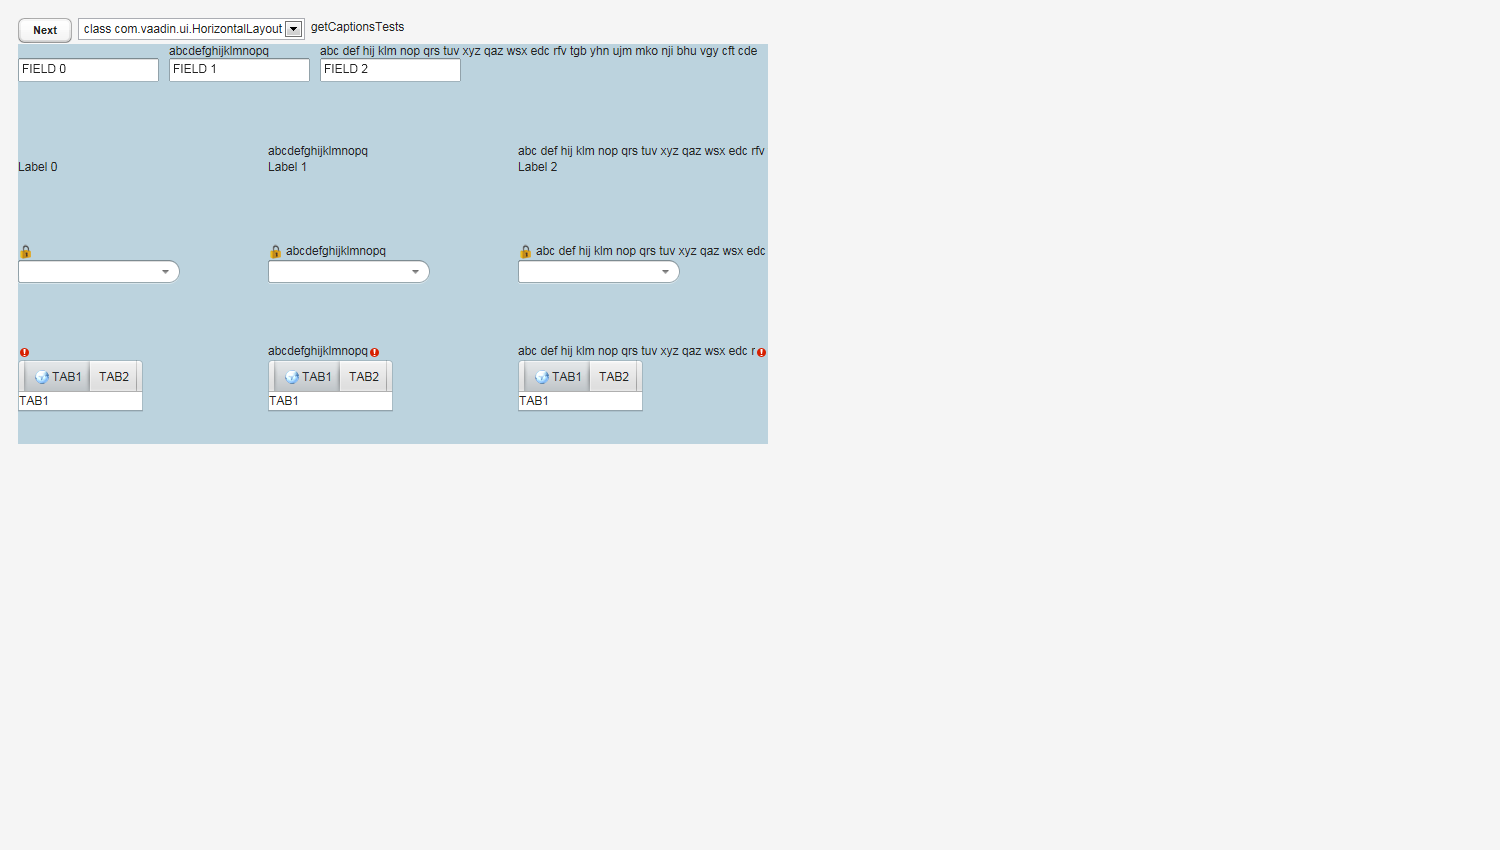 Next class com.vaadin.ui.HorizontalLayout getCaptionsTests
abcdefghijklmnopq abc def hij klm nop qrs tuv xyz qaz wsx edc rfv tgb yhn ujm mko nji bhu vgy cft cde
FIELD 0 FIELD 1 FIELD 2
abcdefghijklmnopq abc def hij klm nop qrs tuv xyz qaz wsx edc rfv
Label 0 Label 1 Label 2
abcdefghijklmnopq abc def hij klm nop qrs tuv xyz qaz wsx edc
abcdefghijklmnopq abc def hij klm nop qrs tuv xyz qaz wsx edc r
TAB1 TAB2 TAB1 TAB2 TAB1 TAB2
TAB1 TAB1 TAB1